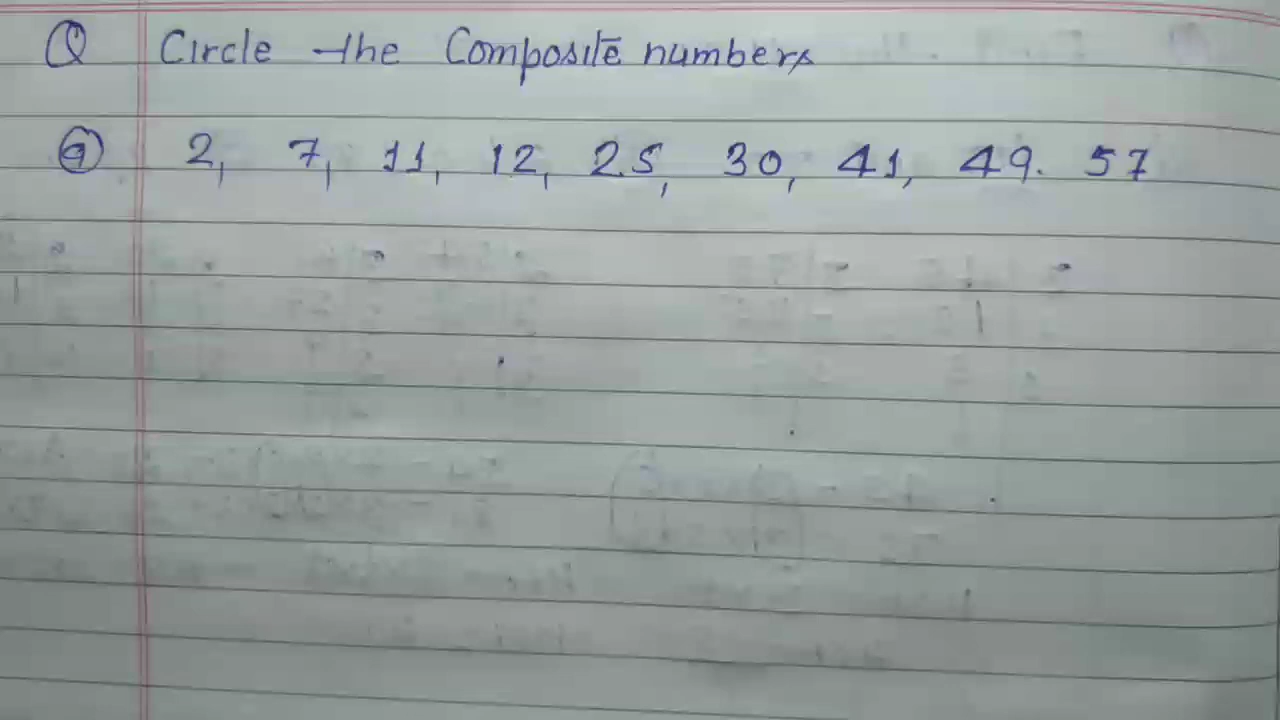 Q Circle the Composite numbers
(a) 2, 7, 11, 12, 25, 30, 41, 49. 57